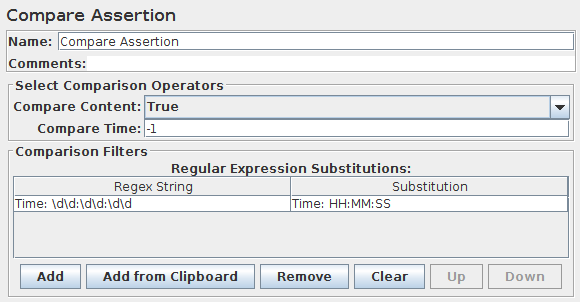 Compare Assertion
Name: Compare Assertion
Comments:
Select Comparison Operators
Compare Content: True
Compare Time: -1
Comparison Filters
Regular Expression Substitutions:
Regex String Substitution
Time: \d\d:\d\d:\d\d Time: HH:MM:SS
Add Add from Clipboard Remove Clear Up Down